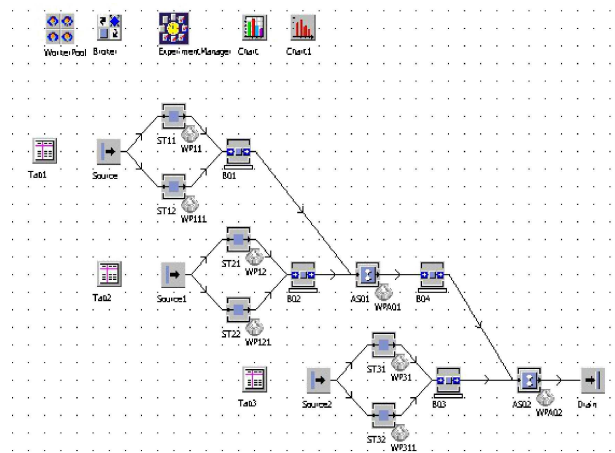 WorkerPool Broker ExperimentManager Chart Chart1
ST11 WP11
Tab1 Source B01
ST12 WP111
ST21 WP12
Tab2 Source1 B02 AS01 WPA01 B04
ST22 WP121
ST31 WP31
Tab3 Source2 B03 AS02 WPA02 Drain
ST32 WP311